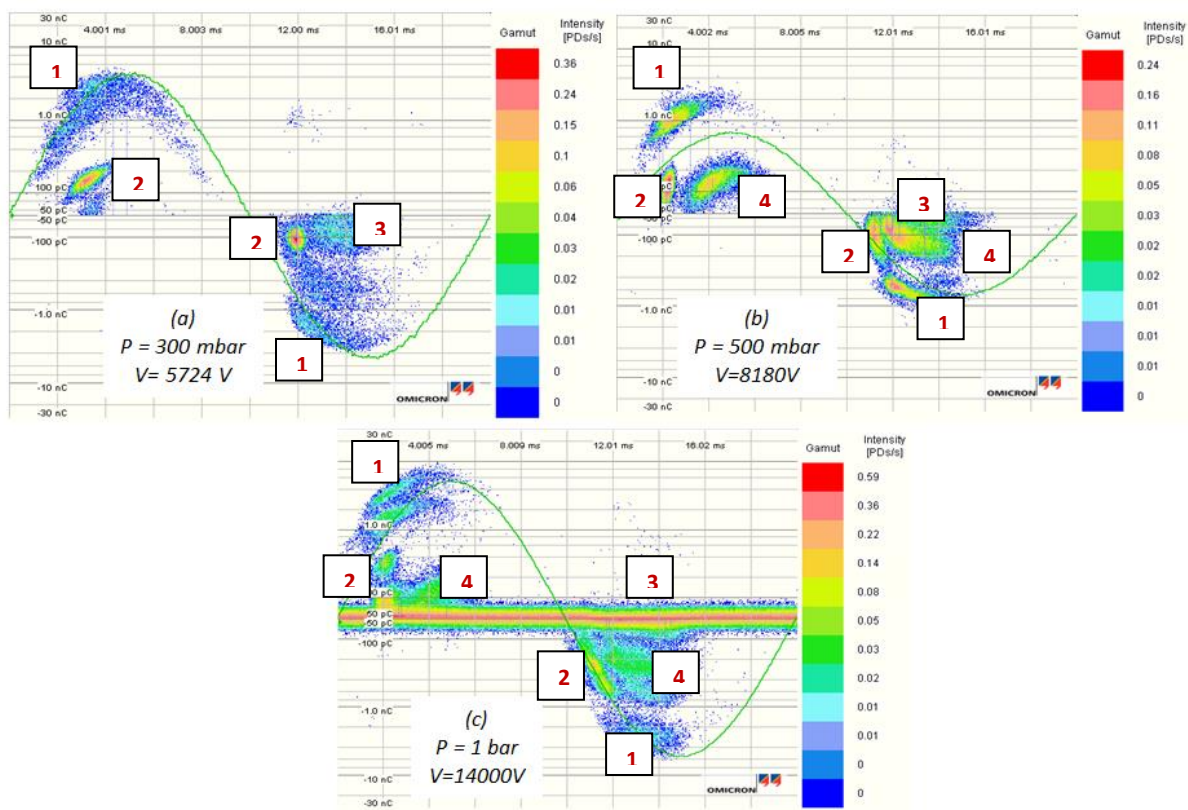 30 nC
4.001 ms
8.003 ms
12.00 ms
16.01 ms
10 nC
1
1.0 nC
2
100 pC
50 pC
-50 pC
-100 pC
2
3
-1.0 nC
1
(a)
P = 300 mbar
V= 5724 V
-10 nC
-30 nC
OMICRON
Gamut
Intensity
[PDs/s]
0.36
0.24
0.15
0.1
0.06
0.04
0.03
0.02
0.01
0.01
0
0
30 nC
4.002 ms
8.005 ms
12.01 ms
16.01 ms
10 nC
1
1.0 nC
2
4
-100 pC
3
2
4
-1.0 nC
1
(b)
P = 500 mbar
V=8180V
-10 nC
-30 nC
OMICRON
Gamut
Intensity
[PDs/s]
0.24
0.16
0.11
0.08
0.05
0.03
0.02
0.02
0.01
0.01
0.01
0
30 nC
4.005 ms
8.009 ms
12.01 ms
16.02 ms
1
1.0 nC
2
4
3
50 pC
50 pC
-100 pC
2
4
-1.0 nC
1
(c)
P = 1 bar
V=14000V
-10 nC
-30 nC
OMICRON
Gamut
Intensity
[PDs/s]
0.59
0.36
0.22
0.14
0.08
0.05
0.03
0.02
0.01
0.01
0
0